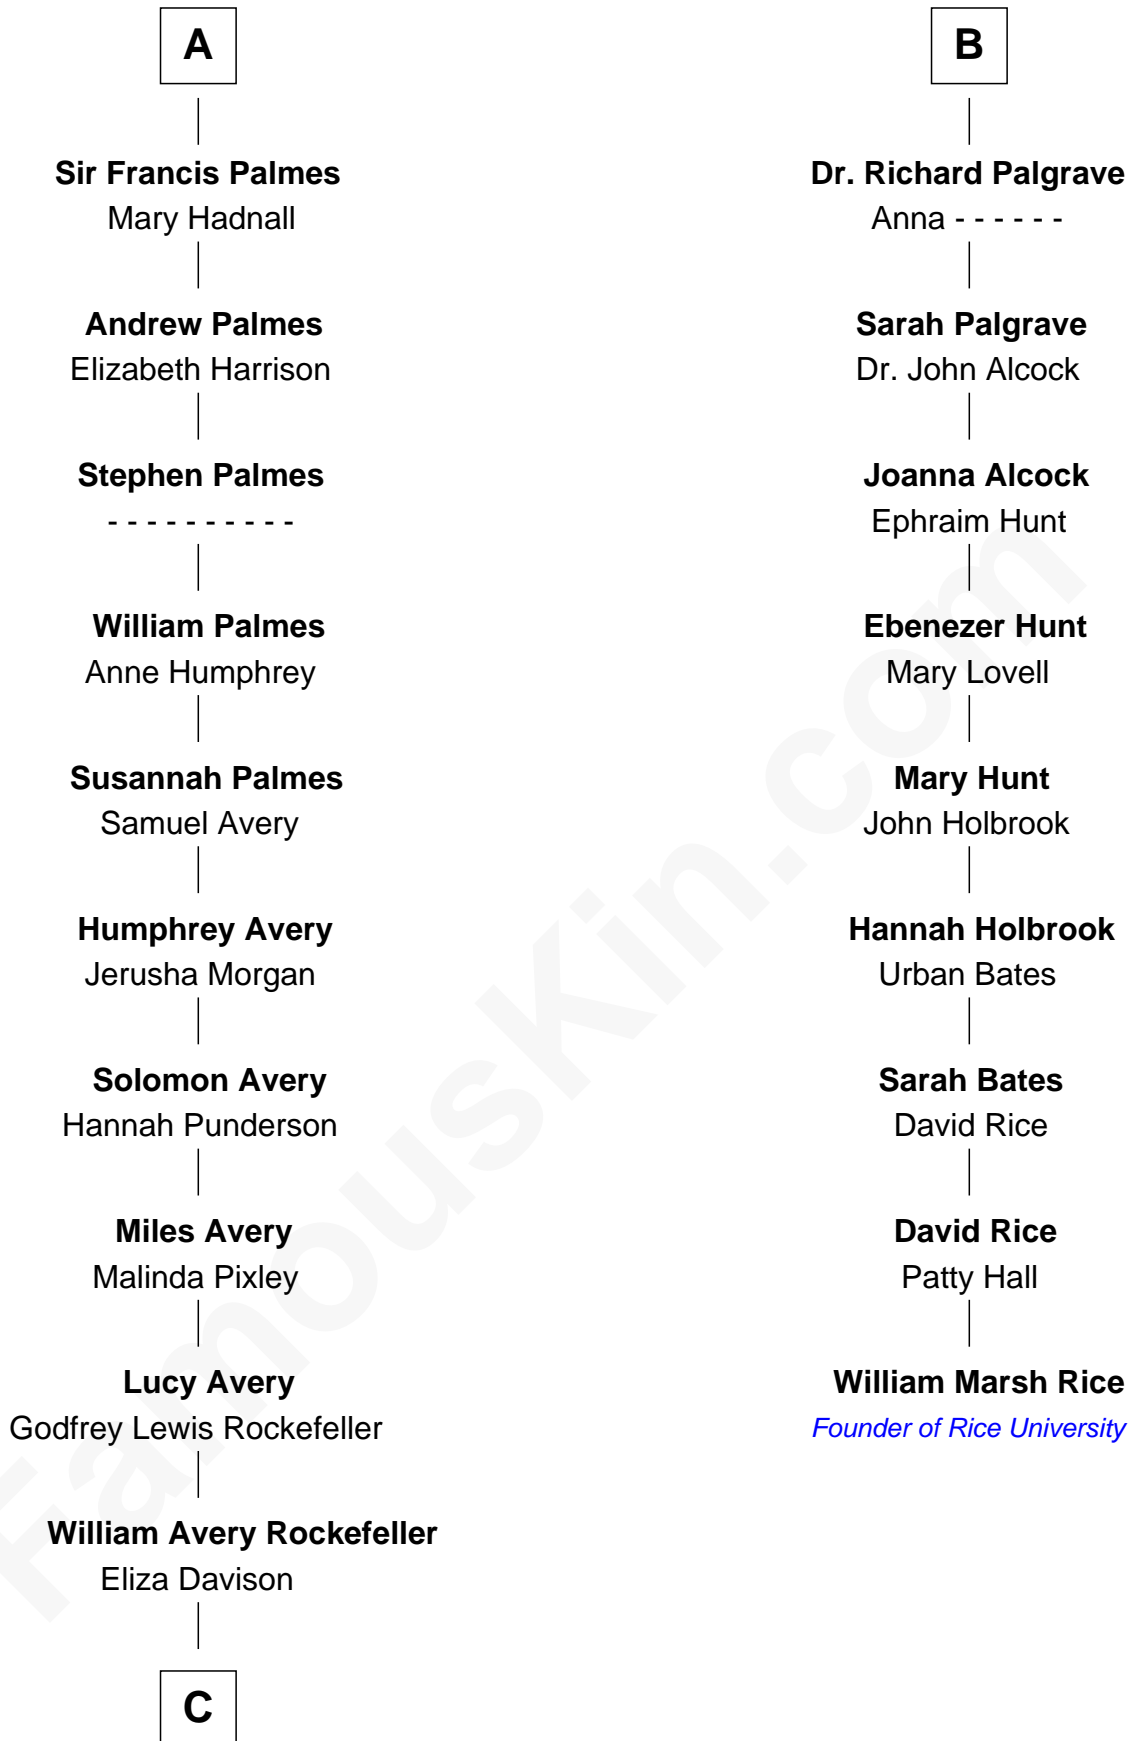 A
Sir Francis Palmes
Mary Hadnall
Andrew Palmes
Elizabeth Harrison
Stephen Palmes
- - - - - - - - - -
William Palmes
Anne Humphrey
Susannah Palmes
Samuel Avery
Humphrey Avery
Jerusha Morgan
Solomon Avery
Hannah Punderson
Miles Avery
Malinda Pixley
Lucy Avery
Godfrey Lewis Rockefeller
William Avery Rockefeller
Eliza Davison
C
B
Dr. Richard Palgrave
Anna - - - - - -
Sarah Palgrave
Dr. John Alcock
Joanna Alcock
Ephraim Hunt
Ebenezer Hunt
Mary Lovell
Mary Hunt
John Holbrook
Hannah Holbrook
Urban Bates
Sarah Bates
David Rice
David Rice
Patty Hall
William Marsh Rice
Founder of Rice University
FamousKin.com